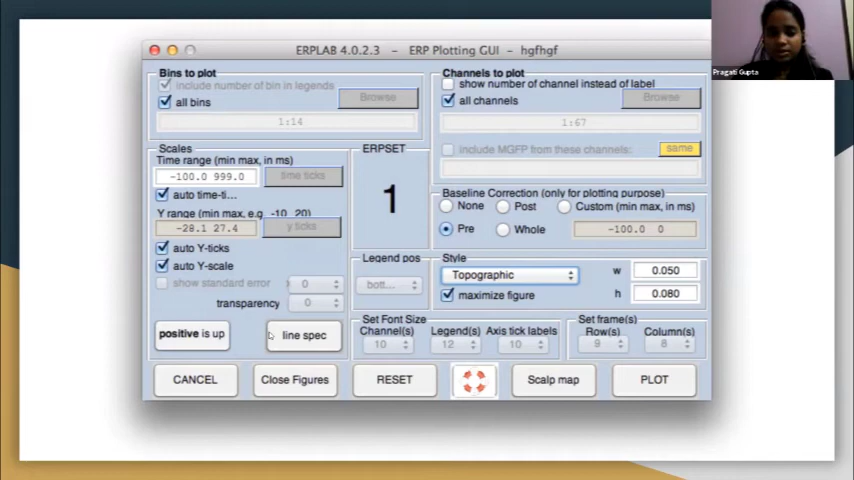 ERPLAB 4.0.2.3 - ERP Plotting GUI - hgfhgf
Pragati Gupta
Bins to plot
include number of bin in legends
all bins
Browse
1:14
Channels to plot
show number of channel instead of label
all channels
Browse
1:67
include MGFP from these channels:
same
Scales
Time range (min max, in ms)
-100.0 999.0
time ticks
auto time-ti...
Y range (min max, e.g. -10 20)
-28.1 27.4
y ticks
auto Y-ticks
auto Y-scale
show standard error
0
transparency
0
positive is up
line spec
ERPSET
1
Legend pos
bott...
Baseline Correction (only for plotting purpose)
None
Post
Custom (min max, in ms)
Pre
Whole
-100.0 0
Style
Topographic
maximize figure
w
0.050
h
0.080
Set Font Size
Channel(s)
Legend(s)
Axis tick labels
10
12
10
Set frame(s)
Row(s)
Column(s)
9
8
CANCEL
Close Figures
RESET
Scalp map
PLOT